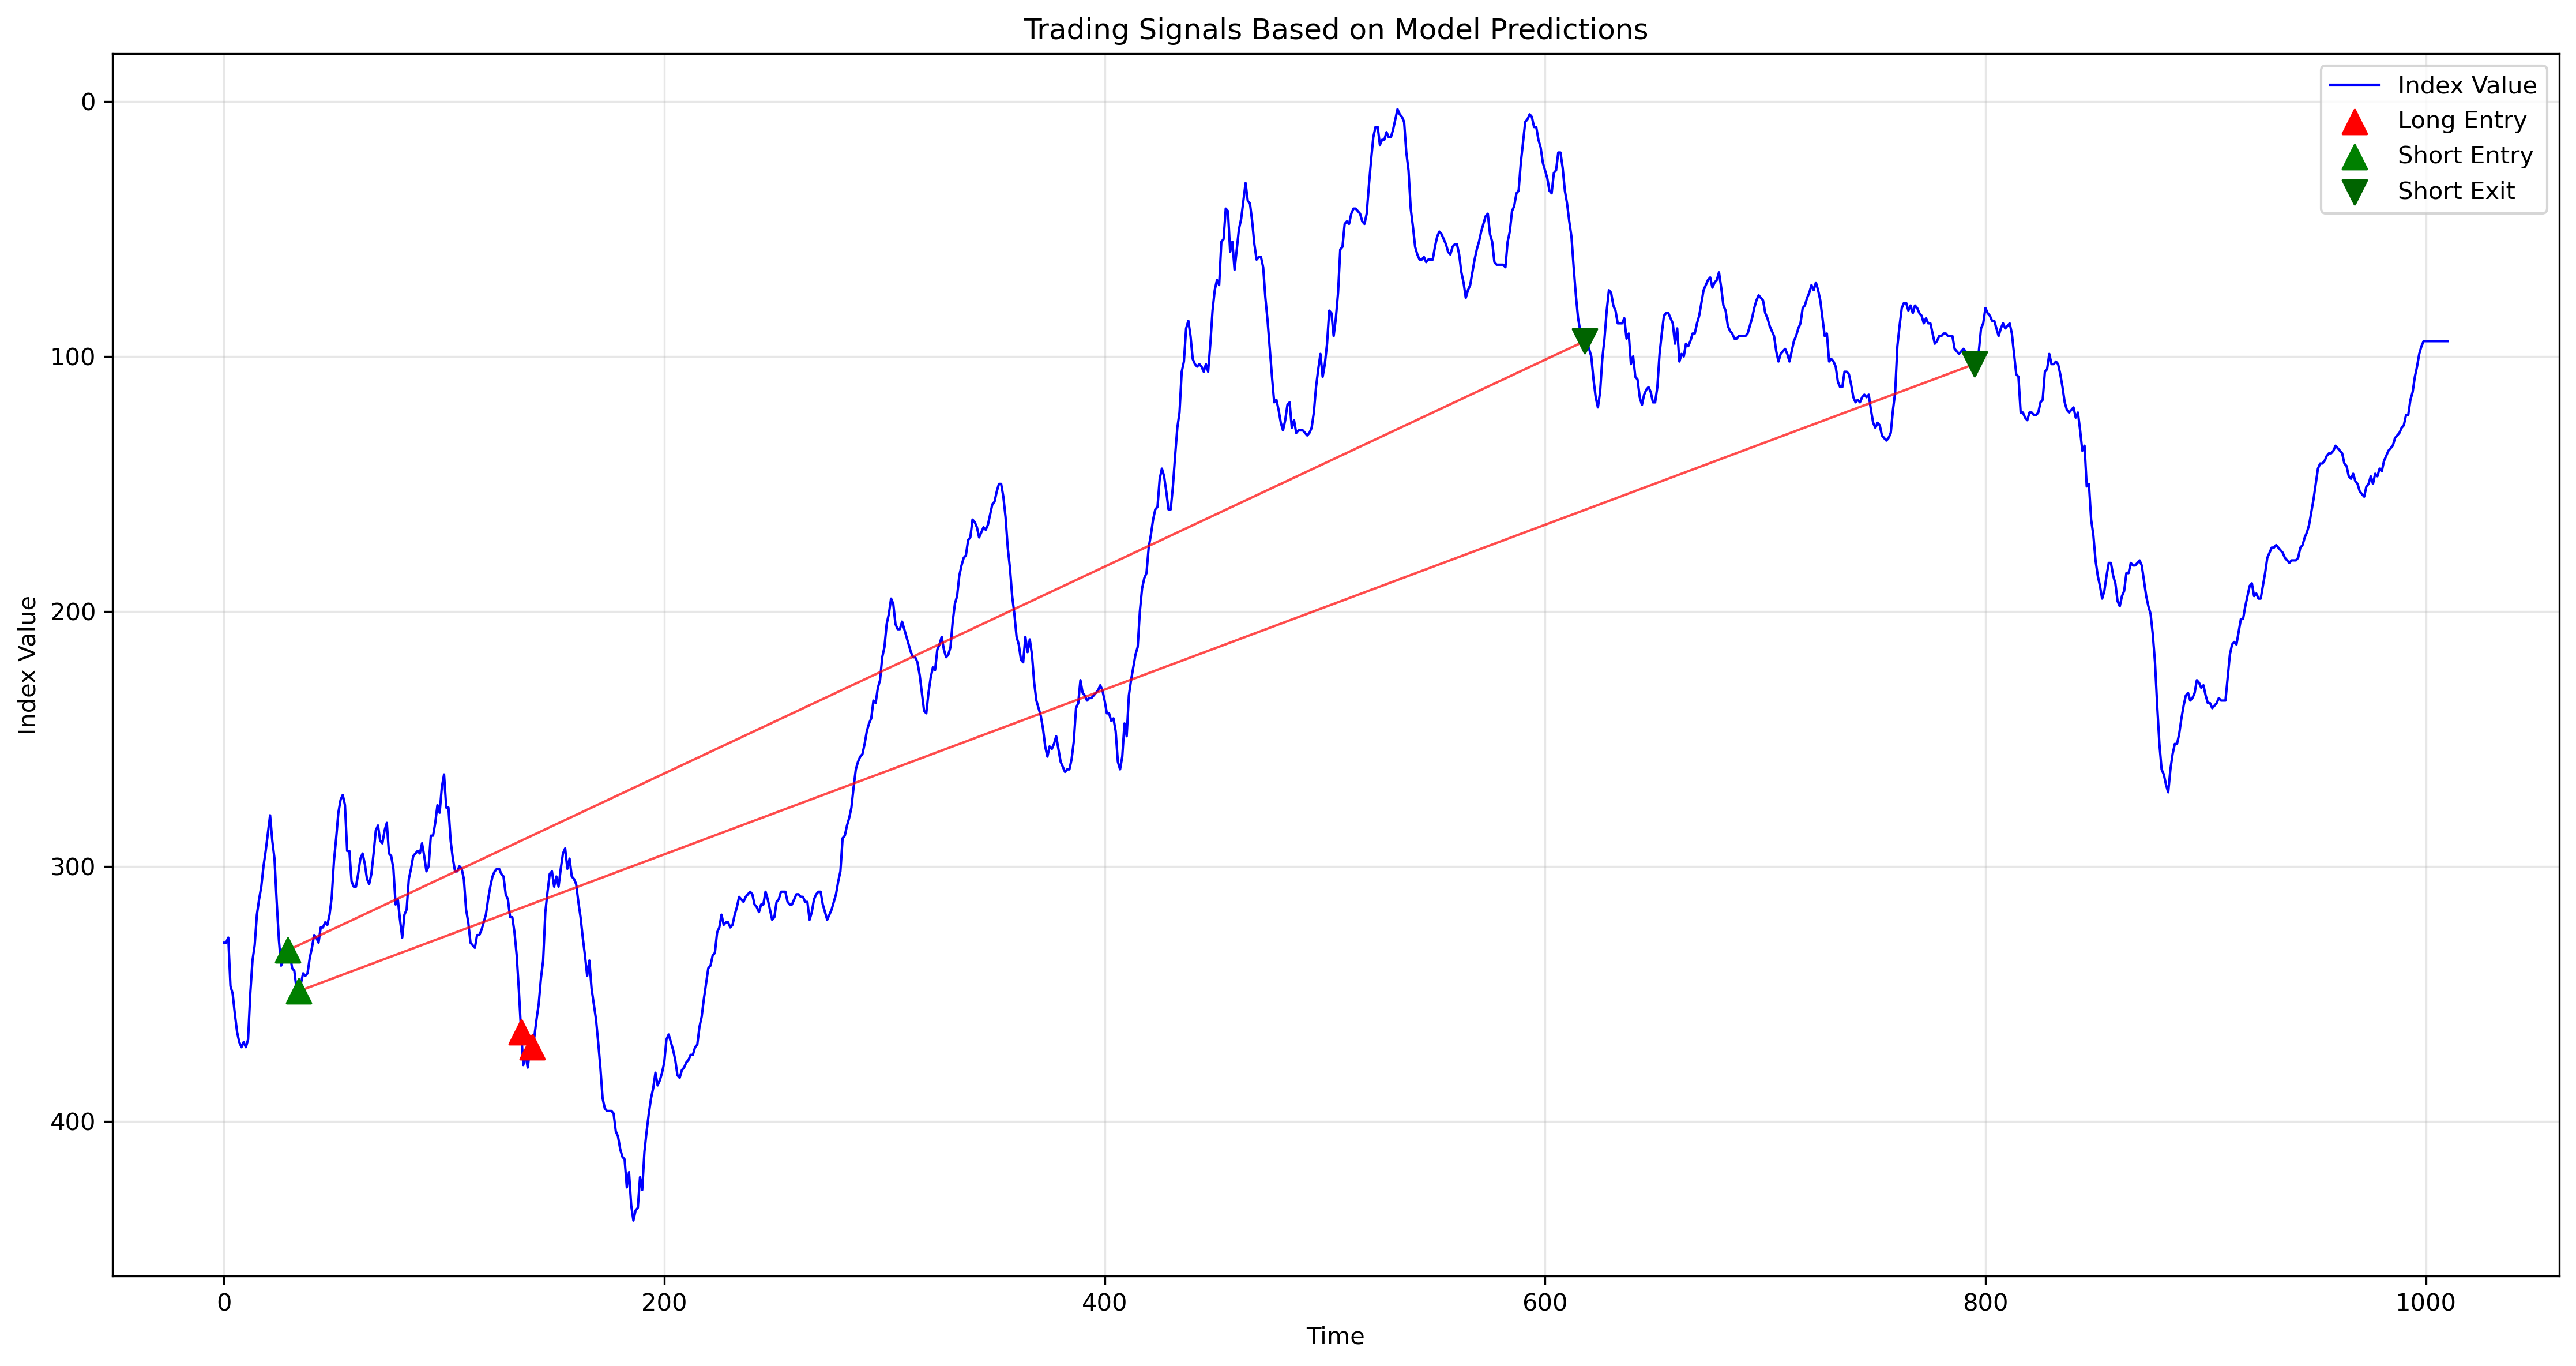 Trading Signals Based on Model Predictions
Index Value
Long Entry
Short Entry
Short Exit
0
100
200
300
400
Index Value
0
200
400
600
800
1000
Time